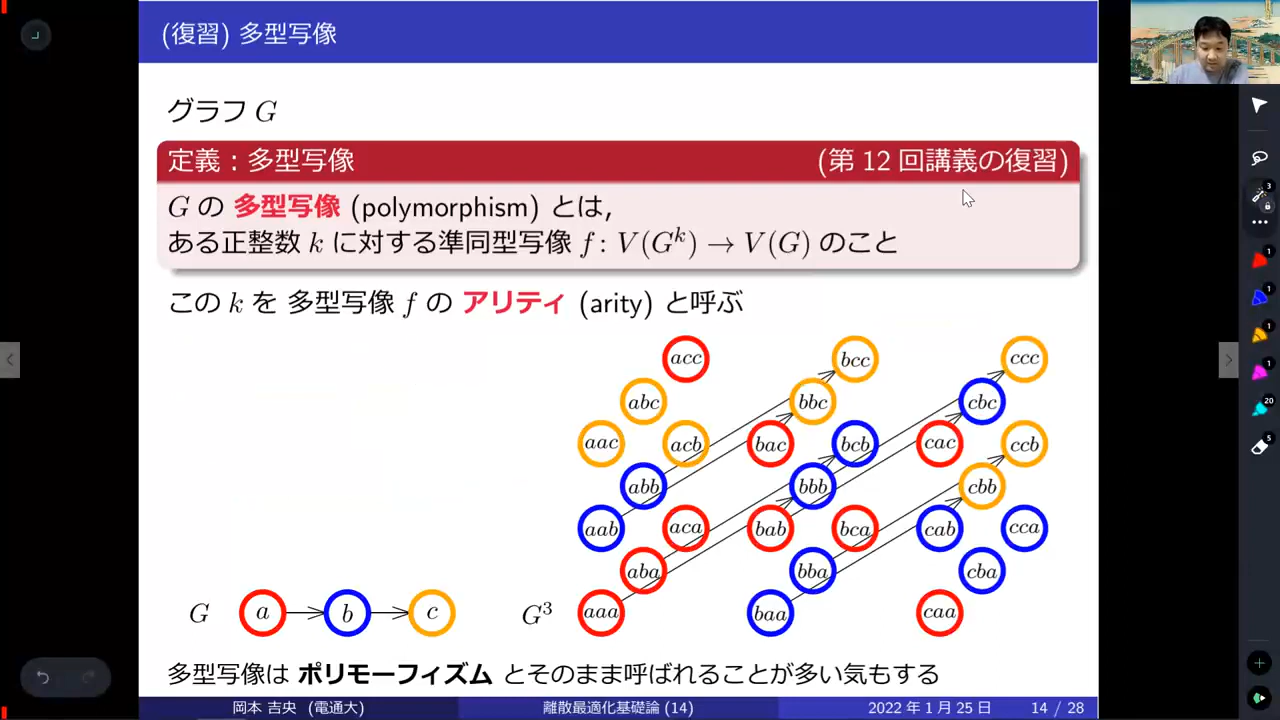 (復習) 多型写像
グラフ G
定義：多型写像 (第 12 回講義の復習)
G の 多型写像 (polymorphism) とは,
ある正整数 k に対する準同型写像 f : V(G^k) → V(G) のこと
この k を 多型写像 f の アリティ (arity) と呼ぶ
acc bcc ccc
abc bbc cbc
aac acb bac bcb cac ccb
abb bbb cbb
aab aca bab bca cab cca
aba bba cba
G a b c G^3 aaa baa caa
多型写像は ポリモーフィズム とそのまま呼ばれることが多い気もする
岡本 吉央 (電通大) 離散最適化基礎論 (14) 2022 年 1 月 25 日 14 / 28
3
1
1
1
1
20
5